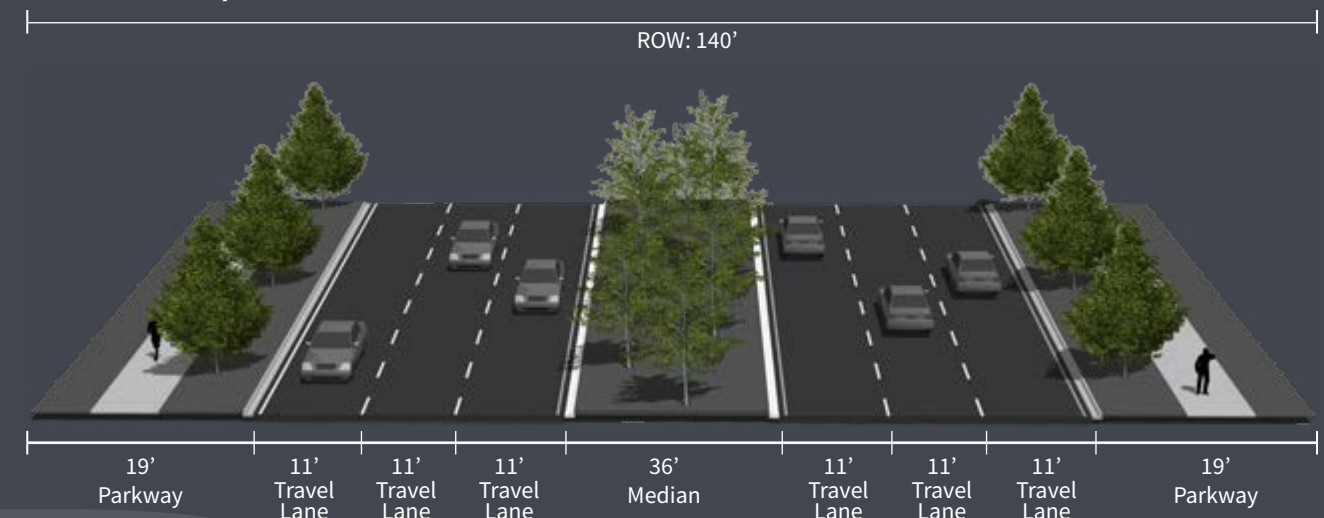 ROW: 140’
19’
Parkway
11’
Travel
Lane
11’
Travel
Lane
11’
Travel
Lane
36’
Median
11’
Travel
Lane
11’
Travel
Lane
11’
Travel
Lane
19’
Parkway